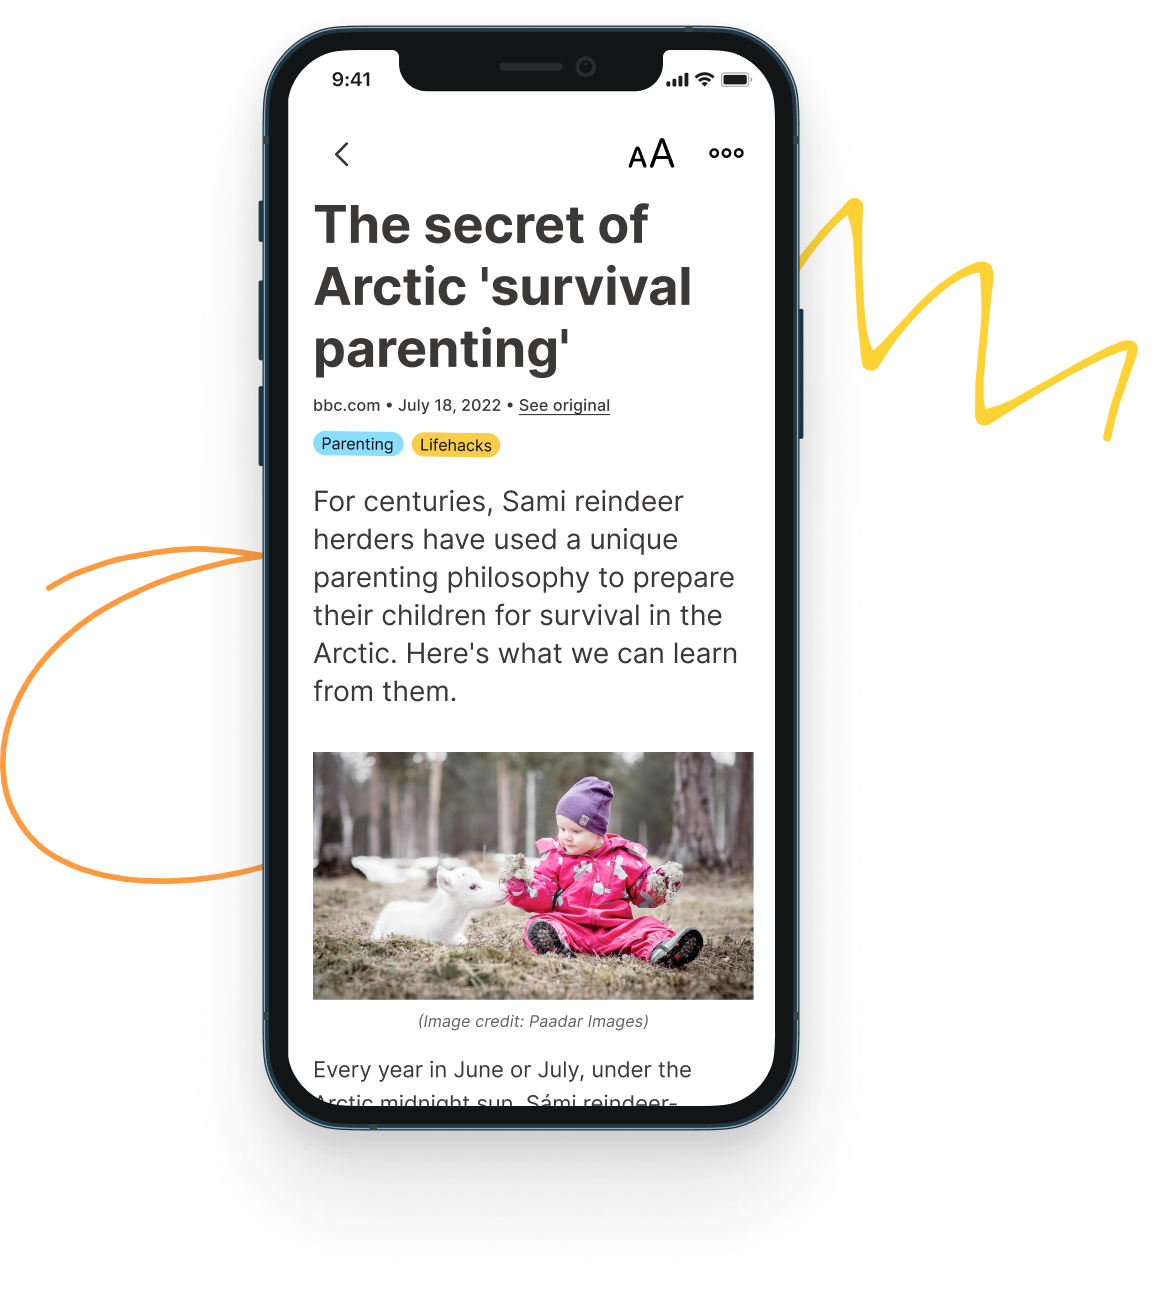 9:41
AA
The secret of
Arctic 'survival
parenting'
bbc.com • July 18, 2022 • See original
Parenting Lifehacks
For centuries, Sami reindeer
herders have used a unique
parenting philosophy to prepare
their children for survival in the
Arctic. Here's what we can learn
from them.
(Image credit: Paadar Images)
Every year in June or July, under the
Arctic midnight sun, Sámi reindeer-